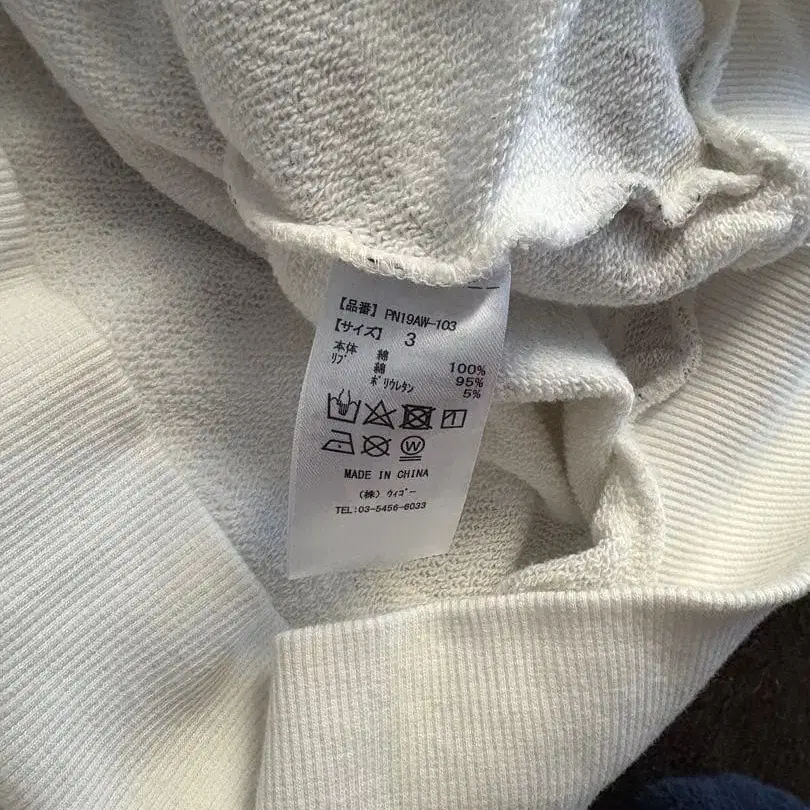 【品番】PN19AW-103
【サイズ】 3
本体 綿 100%
リブ 綿 95%
ポリウレタン 5%
W
MADE IN CHINA
(株) ウィゴー
TEL:03-5456-6033